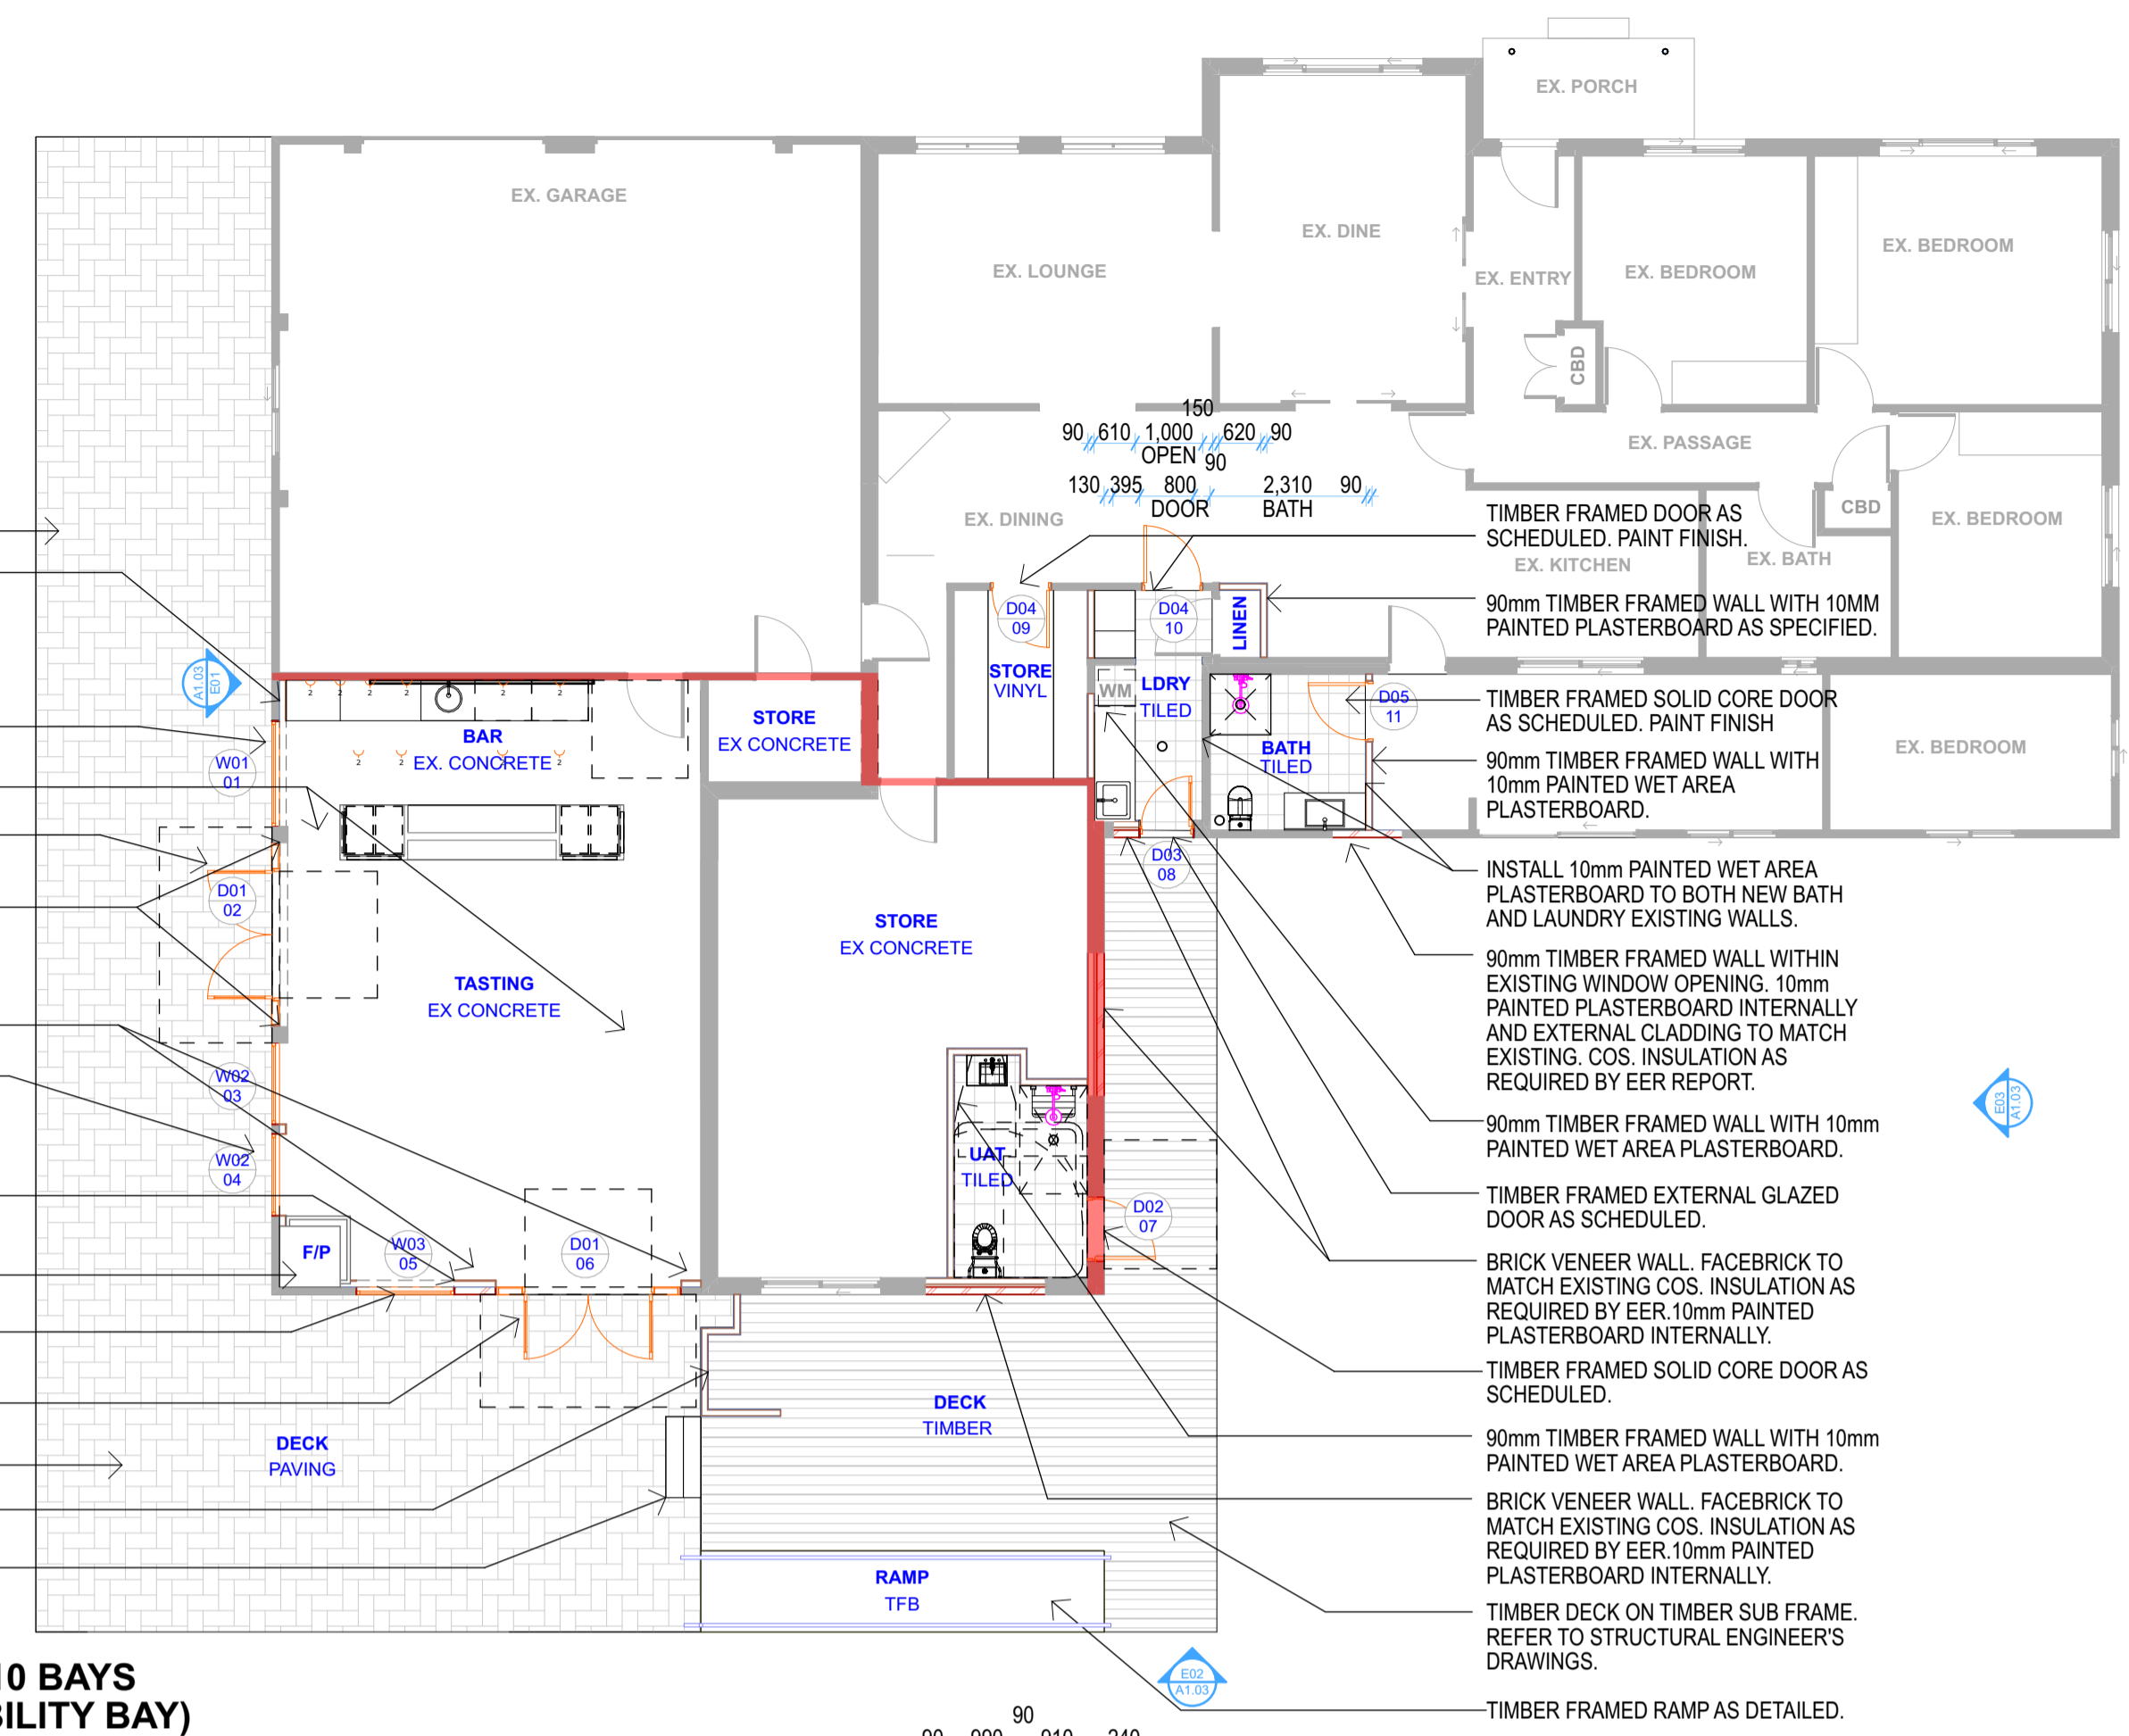 EX. PORCH
EX. GARAGE
EX. LOUNGE
EX. DINE
EX. ENTRY
EX. BEDROOM
EX. BEDROOM
CBD
EX. PASSAGE
150
90 610 1,000 620 90
OPEN 90
130 395 800 2,310 90
DOOR BATH
EX. DINING
EX. KITCHEN
EX. BATH
CBD
EX. BEDROOM
EX. BEDROOM
D04
09
D04
10
LINEN
STORE
VINYL
WM
LDRY
TILED
BATH
TILED
D05
11
A1.03
E01
BAR
EX. CONCRETE
2 2 2 2 2 2
2 2 2 2
STORE
EX CONCRETE
W01
01
D01
02
D03
08
STORE
EX CONCRETE
TASTING
EX CONCRETE
W02
03
W02
04
UAT
TILED
D02
07
F/P
W03
05
D01
06
DECK
TIMBER
DECK
PAVING
RAMP
TFB
E03
A1.03
E02
A1.03
TIMBER FRAMED DOOR AS
SCHEDULED. PAINT FINISH.
90mm TIMBER FRAMED WALL WITH 10MM
PAINTED PLASTERBOARD AS SPECIFIED.
TIMBER FRAMED SOLID CORE DOOR
AS SCHEDULED. PAINT FINISH
90mm TIMBER FRAMED WALL WITH
10mm PAINTED WET AREA
PLASTERBOARD.
INSTALL 10mm PAINTED WET AREA
PLASTERBOARD TO BOTH NEW BATH
AND LAUNDRY EXISTING WALLS.
90mm TIMBER FRAMED WALL WITHIN
EXISTING WINDOW OPENING. 10mm
PAINTED PLASTERBOARD INTERNALLY
AND EXTERNAL CLADDING TO MATCH
EXISTING. COS. INSULATION AS
REQUIRED BY EER REPORT.
90mm TIMBER FRAMED WALL WITH 10mm
PAINTED WET AREA PLASTERBOARD.
TIMBER FRAMED EXTERNAL GLAZED
DOOR AS SCHEDULED.
BRICK VENEER WALL. FACEBRICK TO
MATCH EXISTING COS. INSULATION AS
REQUIRED BY EER.10mm PAINTED
PLASTERBOARD INTERNALLY.
TIMBER FRAMED SOLID CORE DOOR AS
SCHEDULED.
90mm TIMBER FRAMED WALL WITH 10mm
PAINTED WET AREA PLASTERBOARD.
BRICK VENEER WALL. FACEBRICK TO
MATCH EXISTING COS. INSULATION AS
REQUIRED BY EER.10mm PAINTED
PLASTERBOARD INTERNALLY.
TIMBER DECK ON TIMBER SUB FRAME.
REFER TO STRUCTURAL ENGINEER'S
DRAWINGS.
TIMBER FRAMED RAMP AS DETAILED.
10 BAYS
BILITY BAY)
90